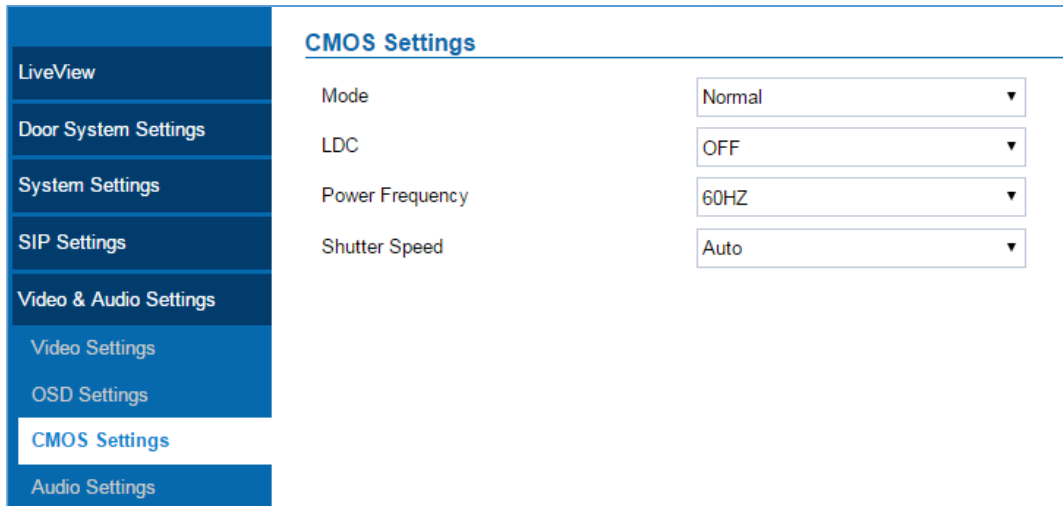 LiveView
Door System Settings
System Settings
SIP Settings
Video & Audio Settings
Video Settings
OSD Settings
CMOS Settings
Audio Settings
CMOS Settings
Mode Normal
LDC OFF
Power Frequency 60HZ
Shutter Speed Auto